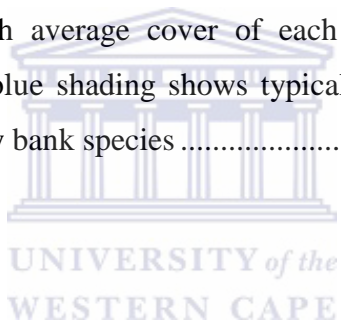 h average cover of each
blue shading shows typical
y bank species .....................
UNIVERSITY of the
WESTERN CAPE